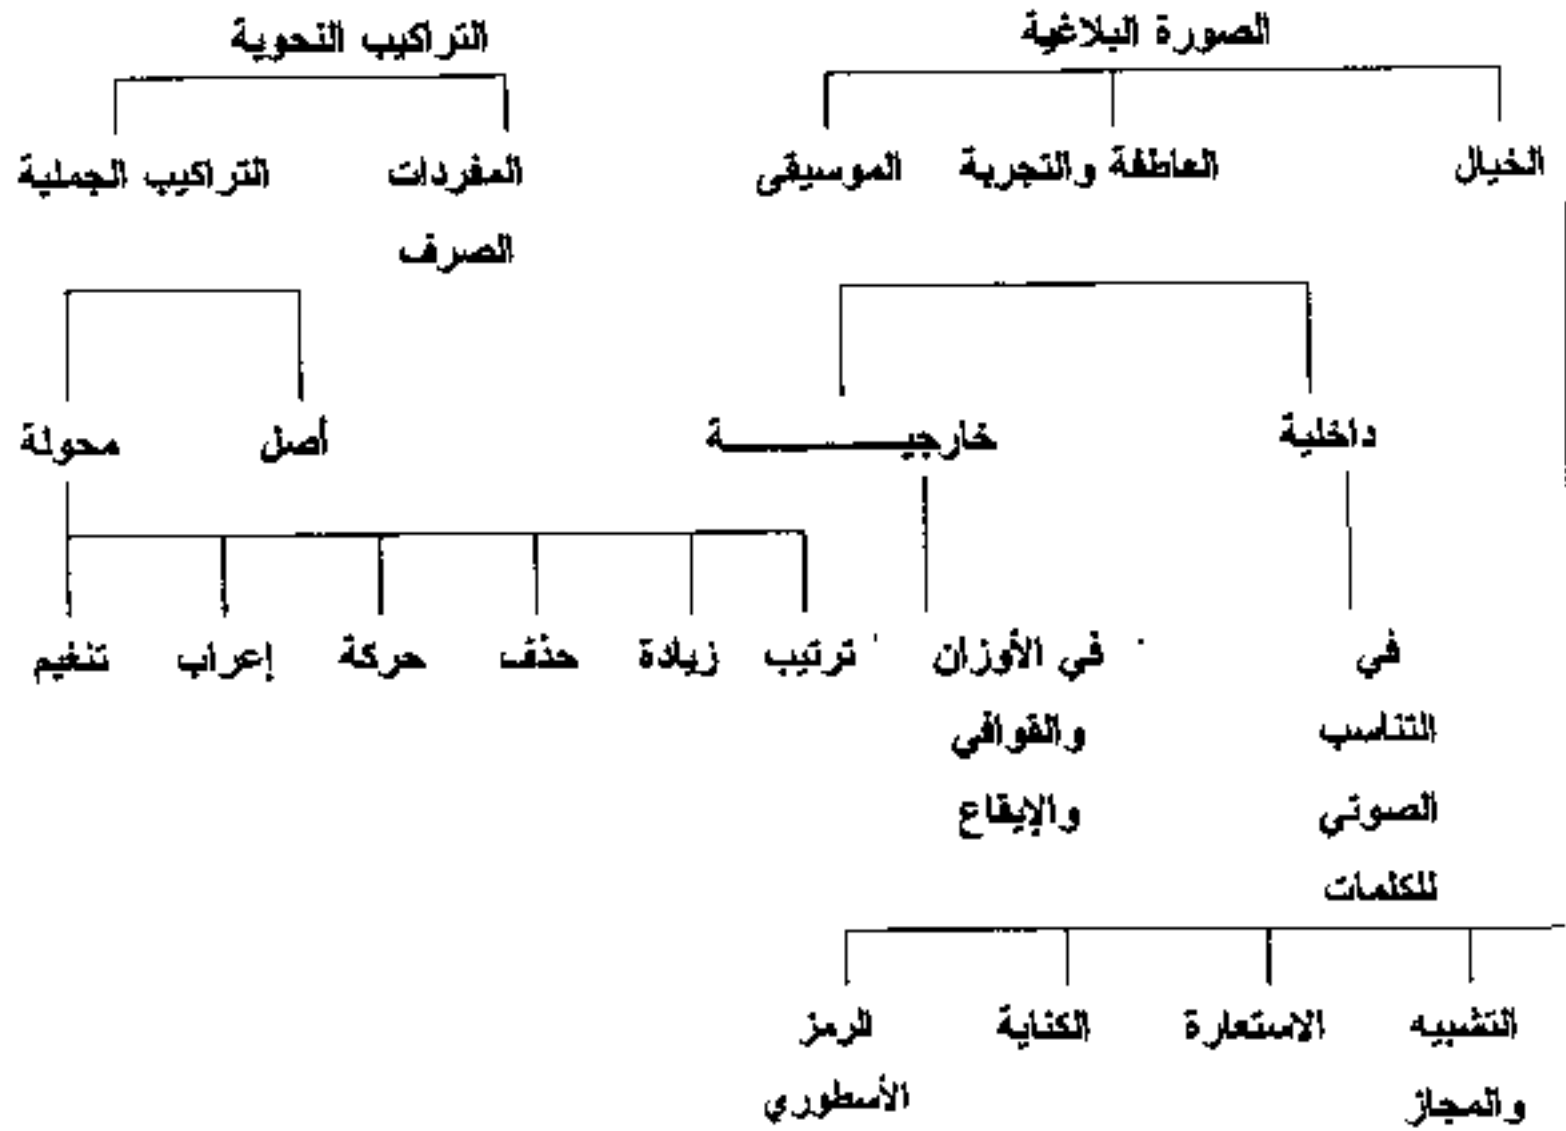 الصورة البلاغية
التراكيب النحوية
الخيال
العاطفة والتجربة
الموسيقى
المفردات
التراكيب الجملية
الصرف
داخلية
خارجيـــــــة
أصل
محولة
في
التناسب
الصوتي
للكلمات
في الأوزان
والقوافي
والإيقاع
ترتيب
زيادة
حذف
حركة
إعراب
تنغيم
التشبيه
والمجاز
الاستعارة
الكناية
الرمز
الأسطوري